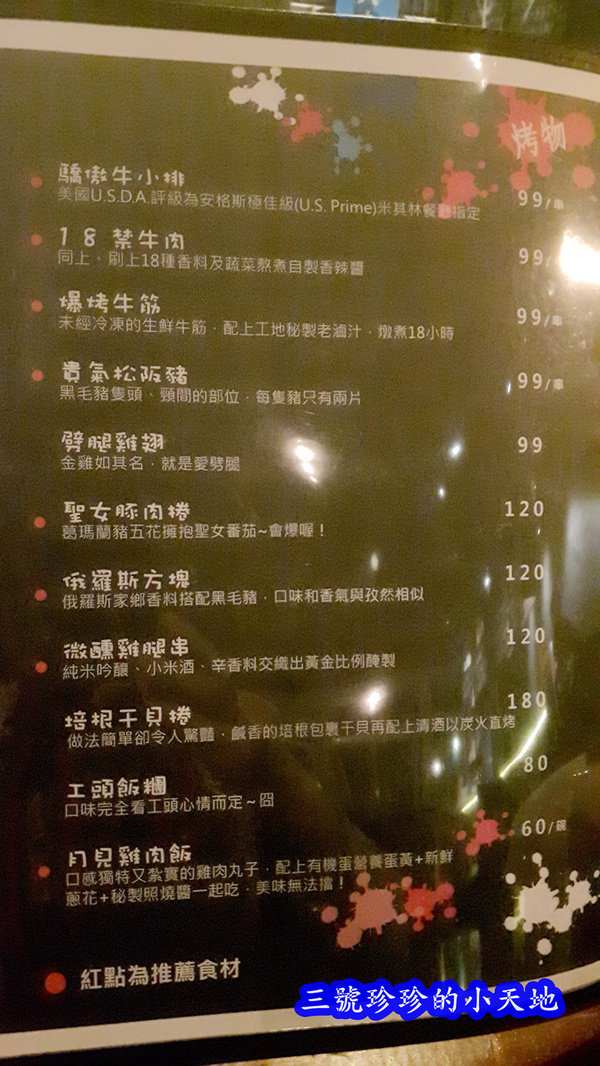 烤物
驕傲牛小排 99/串
美國U.S.D.A.評級為安格斯極佳級(U.S. Prime)米其林餐廳指定
18禁牛肉 99/
同上，刷上18種香料及蔬菜熬煮自製香辣醬
爆烤牛筋 99/串
未經冷凍的生鮮牛筋，配上工地秘製老滷汁，燉煮18小時
貴氣松阪豬 99/串
黑毛豬隻頭、頸間的部位，每隻豬只有兩片
劈腿雞翅 99
金雞如其名，就是愛劈腿
聖女豚肉捲 120
葛瑪蘭豬五花擁抱聖女番茄~會爆喔！
俄羅斯方塊 120
俄羅斯家鄉香料搭配黑毛豬，口味和香氣與孜然相似
微醺雞腿串 120
純米吟釀、小米酒、辛香料交織出黃金比例醃製
培根干貝捲 180
做法簡單卻令人驚豔，鹹香的培根包裹干貝再配上清酒以炭火直烤
工頭飯糰 80
口味完全看工頭心情而定~囧
月見雞肉飯 60/碗
口感獨特又紮實的雞肉丸子，配上有機蛋營養蛋黃+新鮮
蔥花+秘製照燒醬一起吃，美味無法擋！
紅點為推薦食材
三號珍珍的小天地